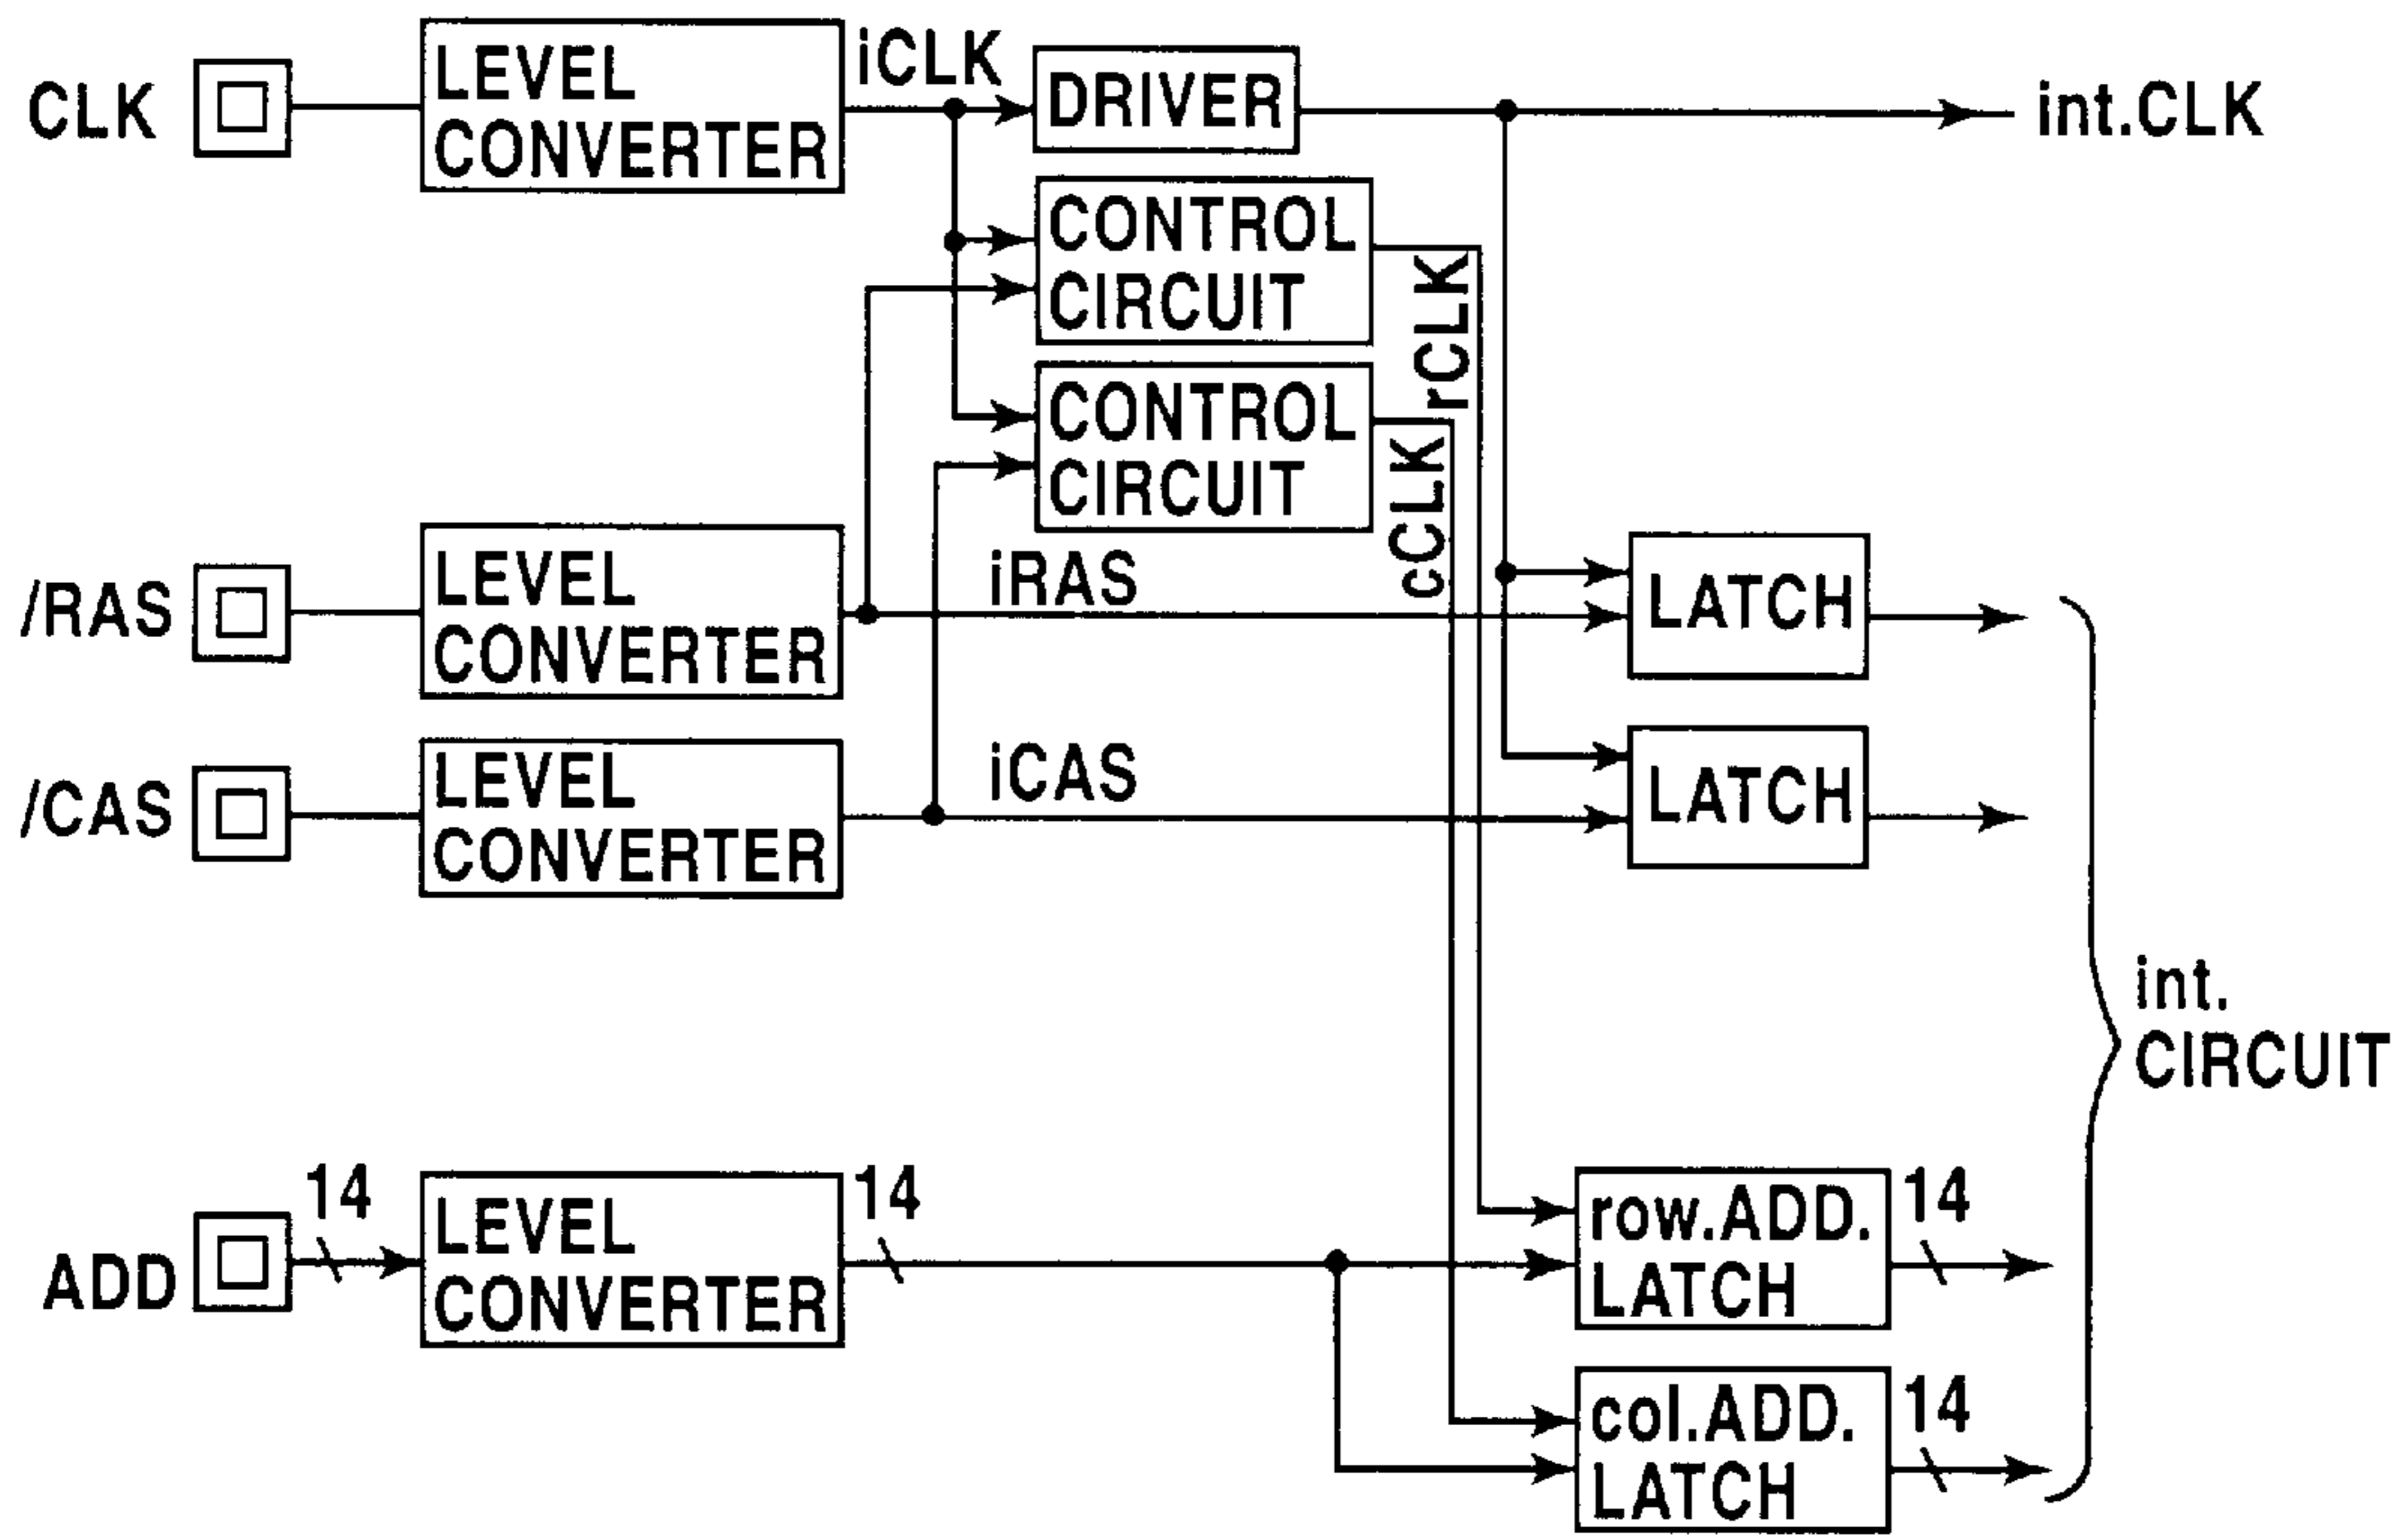 CLK
LEVEL
CONVERTER
iCLK
DRIVER
int.CLK
CONTROL
CIRCUIT
rCLK
CONTROL
CIRCUIT
cCLK
/RAS
LEVEL
CONVERTER
iRAS
LATCH
/CAS
LEVEL
CONVERTER
iCAS
LATCH
int.
CIRCUIT
ADD
14
LEVEL
CONVERTER
14
row.ADD.
LATCH
14
col.ADD.
LATCH
14